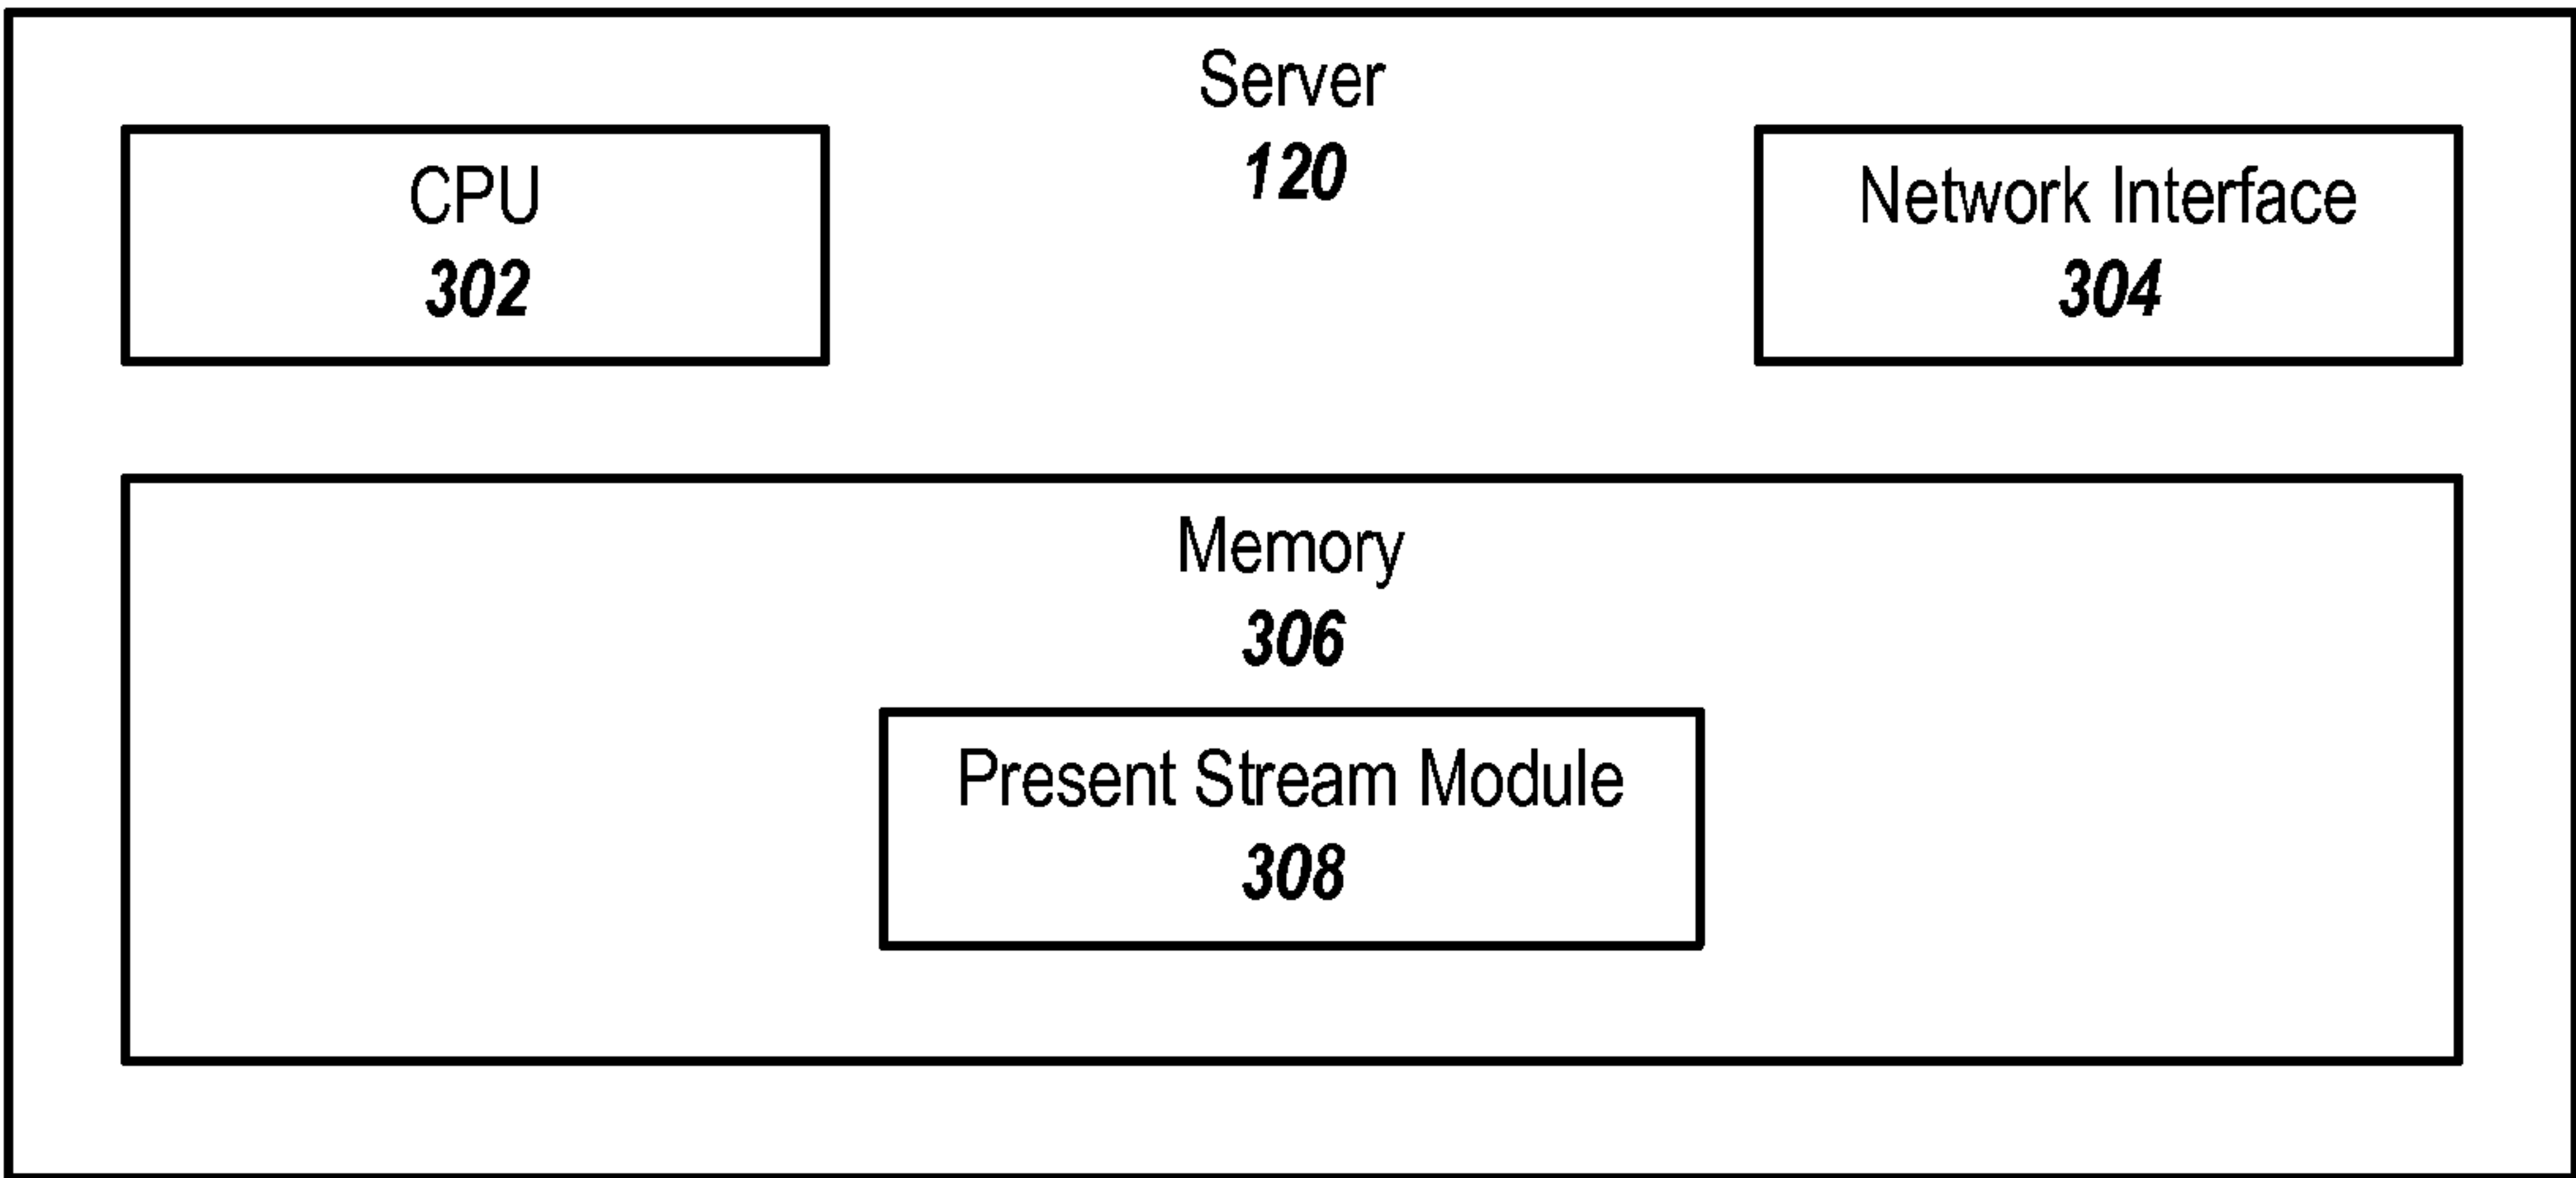 Server
120
CPU
302
Network Interface
304
Memory
306
Present Stream Module
308